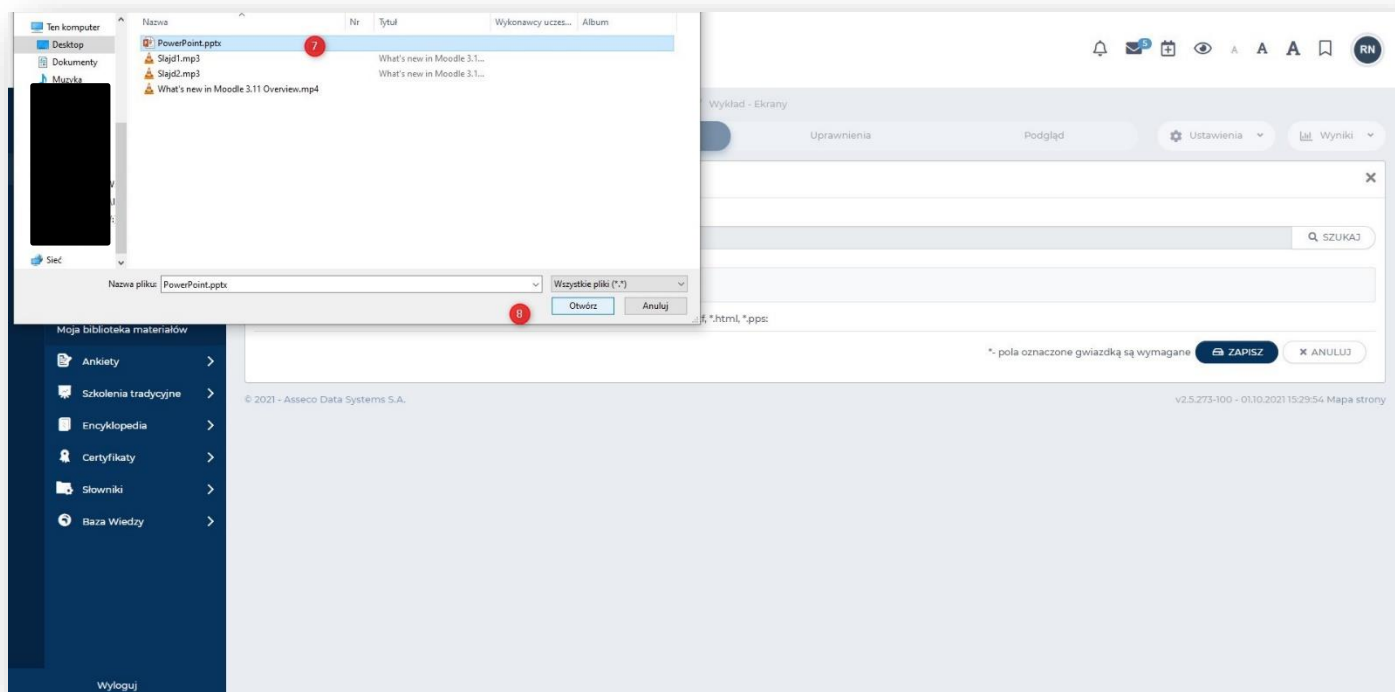 Ten komputer
Desktop
Dokumenty
Muzyka
Sieć
Nazwa Nr Tytuł Wykonawcy uczes... Album
PowerPoint.pptx 7
Slajd1.mp3 What's new in Moodle 3.1...
Slajd2.mp3 What's new in Moodle 3.1...
What's new in Moodle 3.11 Overview.mp4
Nazwa pliku: PowerPoint.pptx Wszystkie pliki (*.*)
8 Otwórz Anuluj
5 A A A RN
Wykład - Ekrany
Uprawnienia Podgląd Ustawienia Wyniki
SZUKAJ
f, *.html, *.pps:
*- pola oznaczone gwiazdką są wymagane ZAPISZ ANULUJ
© 2021 - Asseco Data Systems S.A. v2.5.273-100 - 01.10.2021 15:29:54 Mapa strony
Moja biblioteka materiałów
Ankiety
Szkolenia tradycyjne
Encyklopedia
Certyfikaty
Słowniki
Baza Wiedzy
Wyloguj